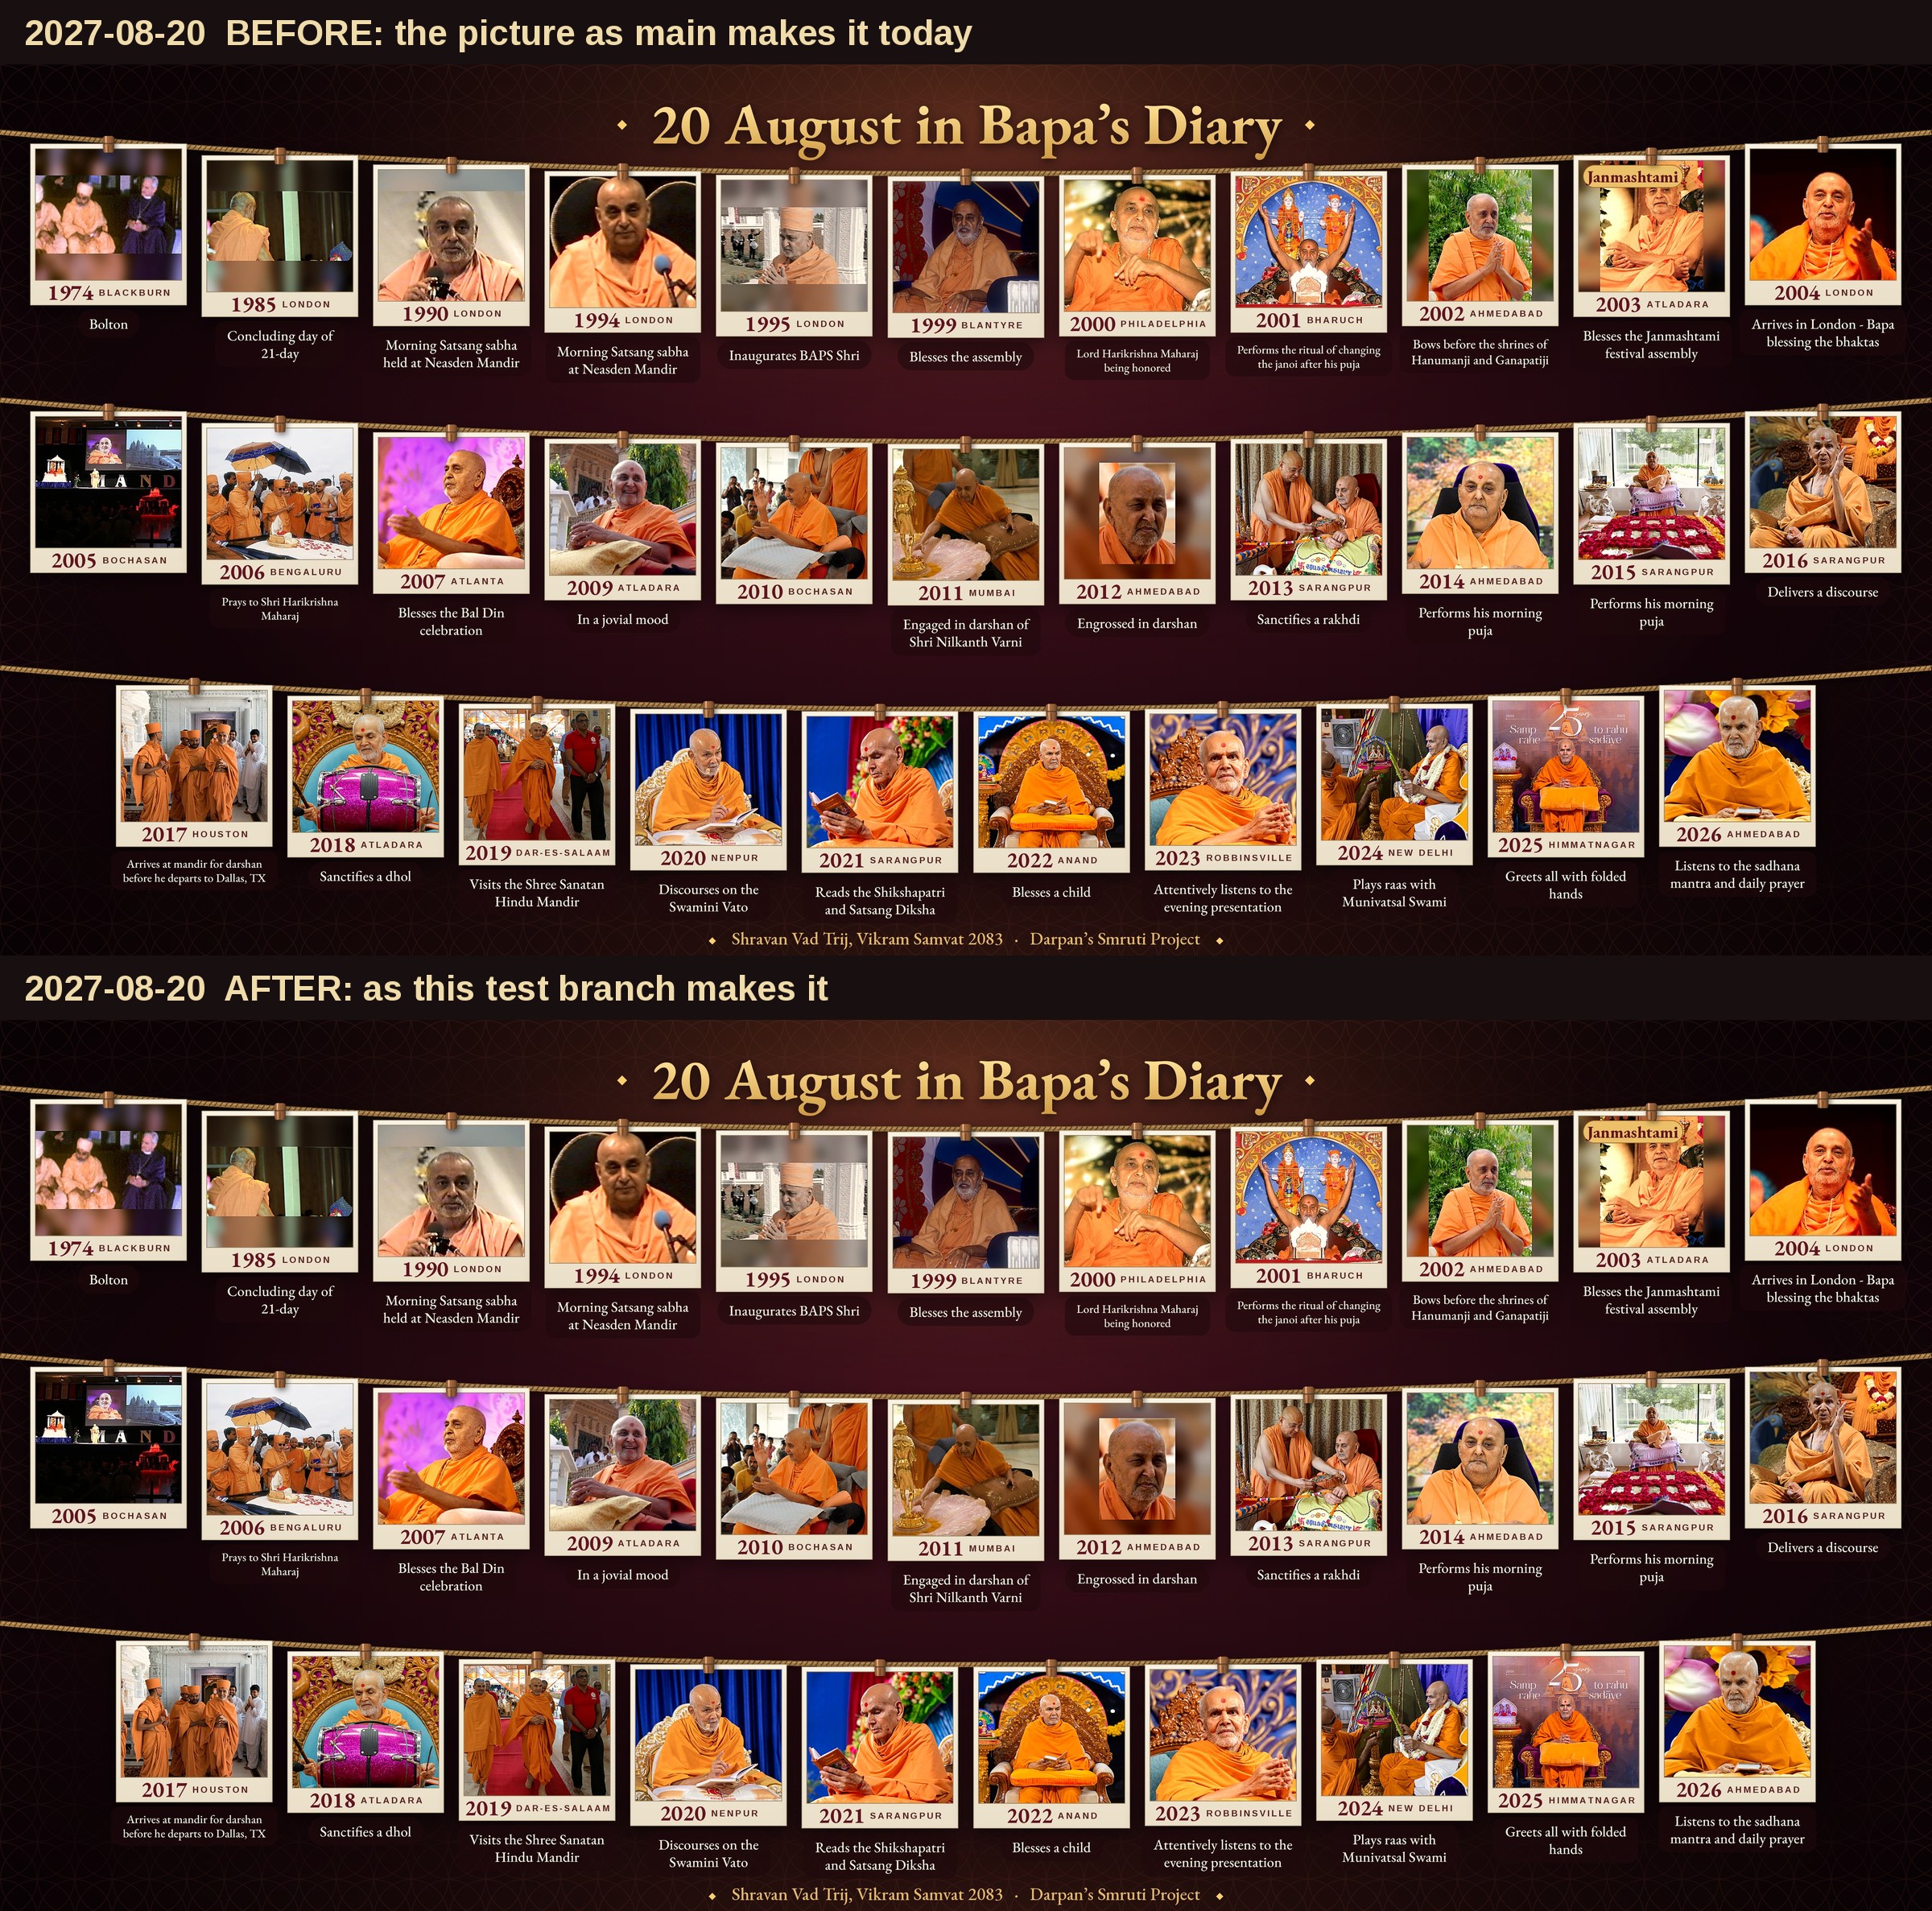 2027-08-20 BEFORE: the picture as main makes it today
20 August in Bapa’s Diary
Janmashtami
1974 BLACKBURN
Bolton
1985 LONDON
Concluding day of
21-day
1990 LONDON
Morning Satsang sabha
held at Neasden Mandir
1994 LONDON
Morning Satsang sabha
at Neasden Mandir
1995 LONDON
Inaugurates BAPS Shri
1999 BLANTYRE
Blesses the assembly
2000 PHILADELPHIA
Lord Harikrishna Maharaj
being honored
2001 BHARUCH
Performs the ritual of changing
the janoi after his puja
2002 AHMEDABAD
Bows before the shrines of
Hanumanji and Ganapatiji
2003 ATLADARA
Blesses the Janmashtami
festival assembly
2004 LONDON
Arrives in London - Bapa
blessing the bhaktas
A N D
2005 BOCHASAN
2006 BENGALURU
Prays to Shri Harikrishna
Maharaj
2007 ATLANTA
Blesses the Bal Din
celebration
2009 ATLADARA
In a jovial mood
2010 BOCHASAN
2011 MUMBAI
Engaged in darshan of
Shri Nilkanth Varni
2012 AHMEDABAD
Engrossed in darshan
2013 SARANGPUR
Sanctifies a rakhdi
2014 AHMEDABAD
Performs his morning
puja
2015 SARANGPUR
Performs his morning
puja
2016 SARANGPUR
Delivers a discourse
2017 HOUSTON
Arrives at mandir for darshan
before he departs to Dallas, TX
2018 ATLADARA
Sanctifies a dhol
2019 DAR-ES-SALAAM
Visits the Shree Sanatan
Hindu Mandir
2020 NENPUR
Discourses on the
Swamini Vato
2021 SARANGPUR
Reads the Shikshapatri
and Satsang Diksha
2022 ANAND
Blesses a child
2023 ROBBINSVILLE
Attentively listens to the
evening presentation
2024 NEW DELHI
Plays raas with
Munivatsal Swami
25
Samp to rahu
rahe sadaye
2025 HIMMATNAGAR
Greets all with folded
hands
2026 AHMEDABAD
Listens to the sadhana
mantra and daily prayer
Shravan Vad Trij, Vikram Samvat 2083 · Darpan’s Smruti Project
2027-08-20 AFTER: as this test branch makes it
20 August in Bapa’s Diary
Janmashtami
1974 BLACKBURN
Bolton
1985 LONDON
Concluding day of
21-day
1990 LONDON
Morning Satsang sabha
held at Neasden Mandir
1994 LONDON
Morning Satsang sabha
at Neasden Mandir
1995 LONDON
Inaugurates BAPS Shri
1999 BLANTYRE
Blesses the assembly
2000 PHILADELPHIA
Lord Harikrishna Maharaj
being honored
2001 BHARUCH
Performs the ritual of changing
the janoi after his puja
2002 AHMEDABAD
Bows before the shrines of
Hanumanji and Ganapatiji
2003 ATLADARA
Blesses the Janmashtami
festival assembly
2004 LONDON
Arrives in London - Bapa
blessing the bhaktas
A N D
2005 BOCHASAN
2006 BENGALURU
Prays to Shri Harikrishna
Maharaj
2007 ATLANTA
Blesses the Bal Din
celebration
2009 ATLADARA
In a jovial mood
2010 BOCHASAN
2011 MUMBAI
Engaged in darshan of
Shri Nilkanth Varni
2012 AHMEDABAD
Engrossed in darshan
2013 SARANGPUR
Sanctifies a rakhdi
2014 AHMEDABAD
Performs his morning
puja
2015 SARANGPUR
Performs his morning
puja
2016 SARANGPUR
Delivers a discourse
2017 HOUSTON
Arrives at mandir for darshan
before he departs to Dallas, TX
2018 ATLADARA
Sanctifies a dhol
2019 DAR-ES-SALAAM
Visits the Shree Sanatan
Hindu Mandir
2020 NENPUR
Discourses on the
Swamini Vato
2021 SARANGPUR
Reads the Shikshapatri
and Satsang Diksha
2022 ANAND
Blesses a child
2023 ROBBINSVILLE
Attentively listens to the
evening presentation
2024 NEW DELHI
Plays raas with
Munivatsal Swami
25
Samp to rahu
rahe sadaye
2025 HIMMATNAGAR
Greets all with folded
hands
2026 AHMEDABAD
Listens to the sadhana
mantra and daily prayer
Shravan Vad Trij, Vikram Samvat 2083 · Darpan’s Smruti Project